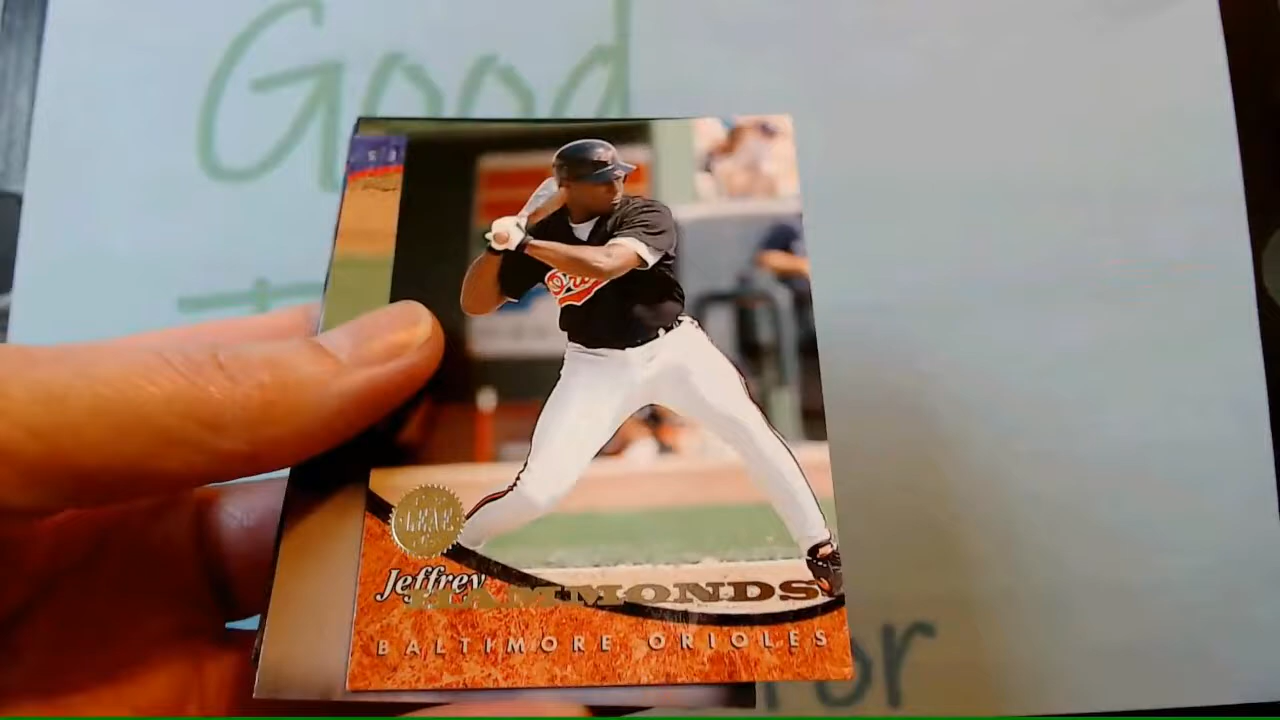 Good
LEAF
Jeffrey
HAMMONDS
BALTIMORE ORIOLES
for